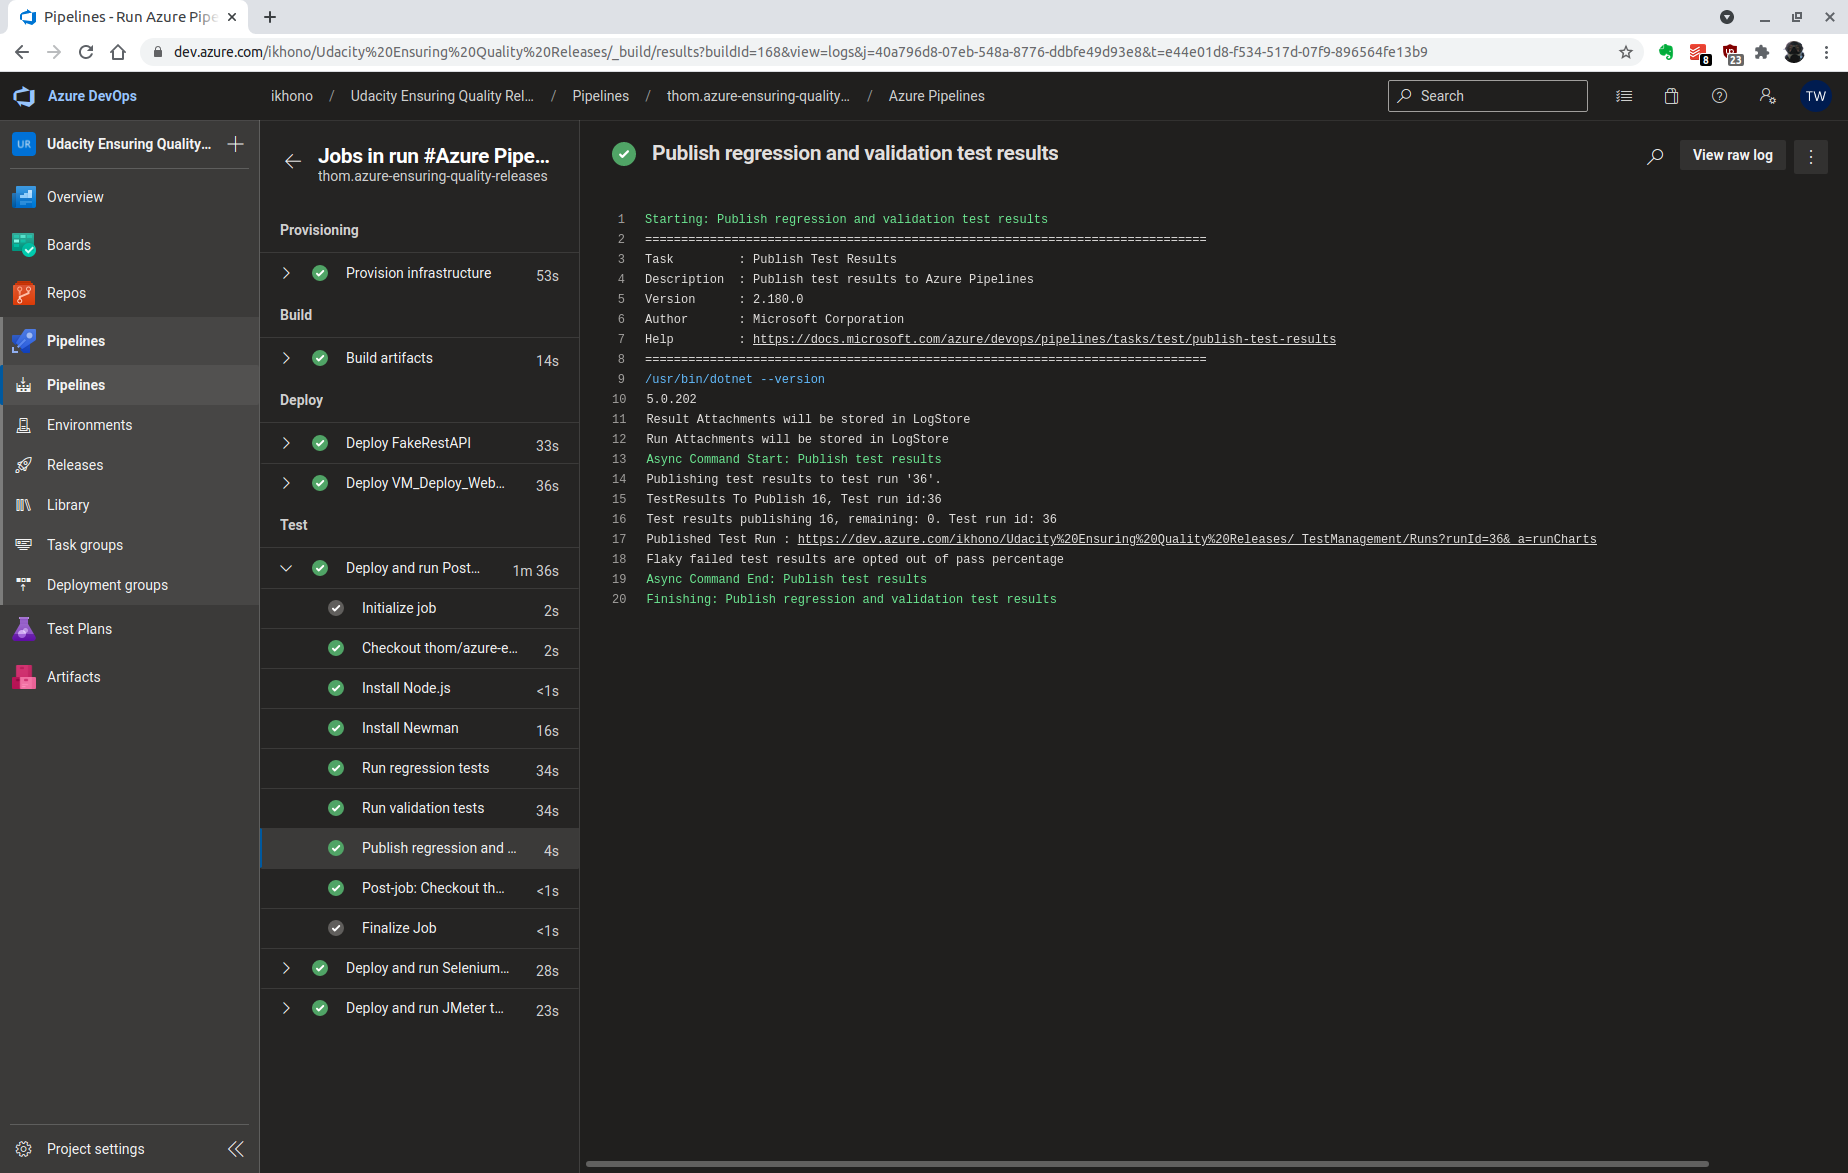 Pipelines - Run Azure Pipe
dev.azure.com/ikhono/Udacity%20Ensuring%20Quality%20Releases/_build/results?buildId=168&view=logs&j=40a796d8-07eb-548a-8776-ddbfe49d93e8&t=e44e01d8-f534-517d-07f9-896564fe13b9
8
23
Azure DevOps
ikhono / Udacity Ensuring Quality Rel... / Pipelines / thom.azure-ensuring-quality... / Azure Pipelines
Search
TW
UR
Udacity Ensuring Quality...
Overview
Boards
Repos
Pipelines
Pipelines
Environments
Releases
Library
Task groups
Deployment groups
Test Plans
Artifacts
Project settings
Jobs in run #Azure Pipe...
thom.azure-ensuring-quality-releases
Provisioning
Provision infrastructure 53s
Build
Build artifacts 14s
Deploy
Deploy FakeRestAPI 33s
Deploy VM_Deploy_Web... 36s
Test
Deploy and run Post... 1m 36s
Initialize job 2s
Checkout thom/azure-e... 2s
Install Node.js <1s
Install Newman 16s
Run regression tests 34s
Run validation tests 34s
Publish regression and ... 4s
Post-job: Checkout th... <1s
Finalize Job <1s
Deploy and run Selenium... 28s
Deploy and run JMeter t... 23s
Publish regression and validation test results
View raw log
1 Starting: Publish regression and validation test results
2 ==============================================================================
3 Task : Publish Test Results
4 Description : Publish test results to Azure Pipelines
5 Version : 2.180.0
6 Author : Microsoft Corporation
7 Help : https://docs.microsoft.com/azure/devops/pipelines/tasks/test/publish-test-results
8 ==============================================================================
9 /usr/bin/dotnet --version
10 5.0.202
11 Result Attachments will be stored in LogStore
12 Run Attachments will be stored in LogStore
13 Async Command Start: Publish test results
14 Publishing test results to test run '36'.
15 TestResults To Publish 16, Test run id:36
16 Test results publishing 16, remaining: 0. Test run id: 36
17 Published Test Run : https://dev.azure.com/ikhono/Udacity%20Ensuring%20Quality%20Releases/_TestManagement/Runs?runId=36&_a=runCharts
18 Flaky failed test results are opted out of pass percentage
19 Async Command End: Publish test results
20 Finishing: Publish regression and validation test results